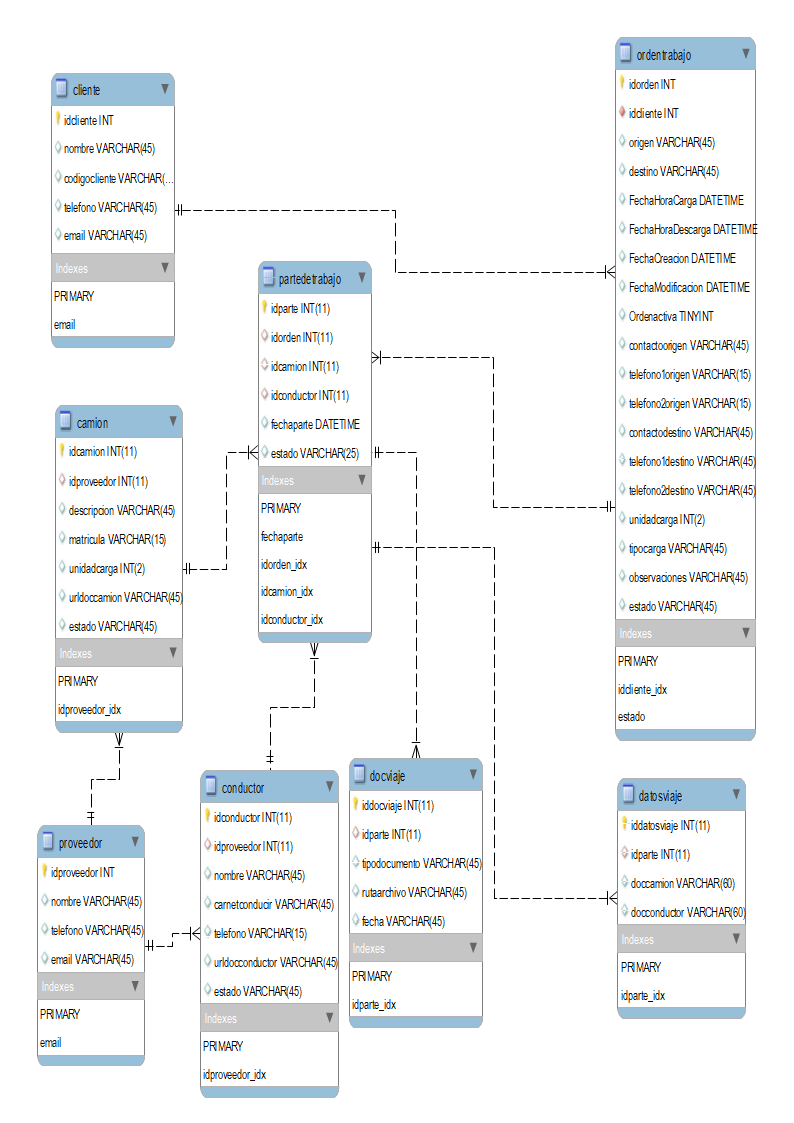 cliente
idcliente INT
nombre VARCHAR(45)
codigocliente VARCHAR(...
telefono VARCHAR(45)
email VARCHAR(45)
Indexes
PRIMARY
email
ordentrabajo
idorden INT
idcliente INT
origen VARCHAR(45)
destino VARCHAR(45)
FechaHoraCarga DATETIME
FechaHoraDescarga DATETIME
FechaCreacion DATETIME
FechaModificacion DATETIME
Ordenactiva TINYINT
contactoorigen VARCHAR(45)
telefono1origen VARCHAR(15)
telefono2origen VARCHAR(15)
contactodestino VARCHAR(45)
telefono1destino VARCHAR(45)
telefono2destino VARCHAR(45)
unidadcarga INT(2)
tipocarga VARCHAR(45)
observaciones VARCHAR(45)
estado VARCHAR(45)
Indexes
PRIMARY
idcliente_idx
estado
partedetrabajo
idparte INT(11)
idorden INT(11)
idcamion INT(11)
idconductor INT(11)
fechaparte DATETIME
estado VARCHAR(25)
Indexes
PRIMARY
fechaparte
idorden_idx
idcamion_idx
idconductor_idx
camion
idcamion INT(11)
idproveedor INT(11)
descripcion VARCHAR(45)
matricula VARCHAR(15)
unidadcarga INT(2)
urldoccamion VARCHAR(45)
estado VARCHAR(45)
Indexes
PRIMARY
idproveedor_idx
proveedor
idproveedor INT
nombre VARCHAR(45)
telefono VARCHAR(45)
email VARCHAR(45)
Indexes
PRIMARY
email
conductor
idconductor INT(11)
idproveedor INT(11)
nombre VARCHAR(45)
carnetconducir VARCHAR(45)
telefono VARCHAR(15)
urldocconductor VARCHAR(45)
estado VARCHAR(45)
Indexes
PRIMARY
idproveedor_idx
docviaje
iddocviaje INT(11)
idparte INT(11)
tipodocumento VARCHAR(45)
rutaarchivo VARCHAR(45)
fecha VARCHAR(45)
Indexes
PRIMARY
idparte_idx
datosviaje
iddatosviaje INT(11)
idparte INT(11)
doccamion VARCHAR(60)
docconductor VARCHAR(60)
Indexes
PRIMARY
idparte_idx